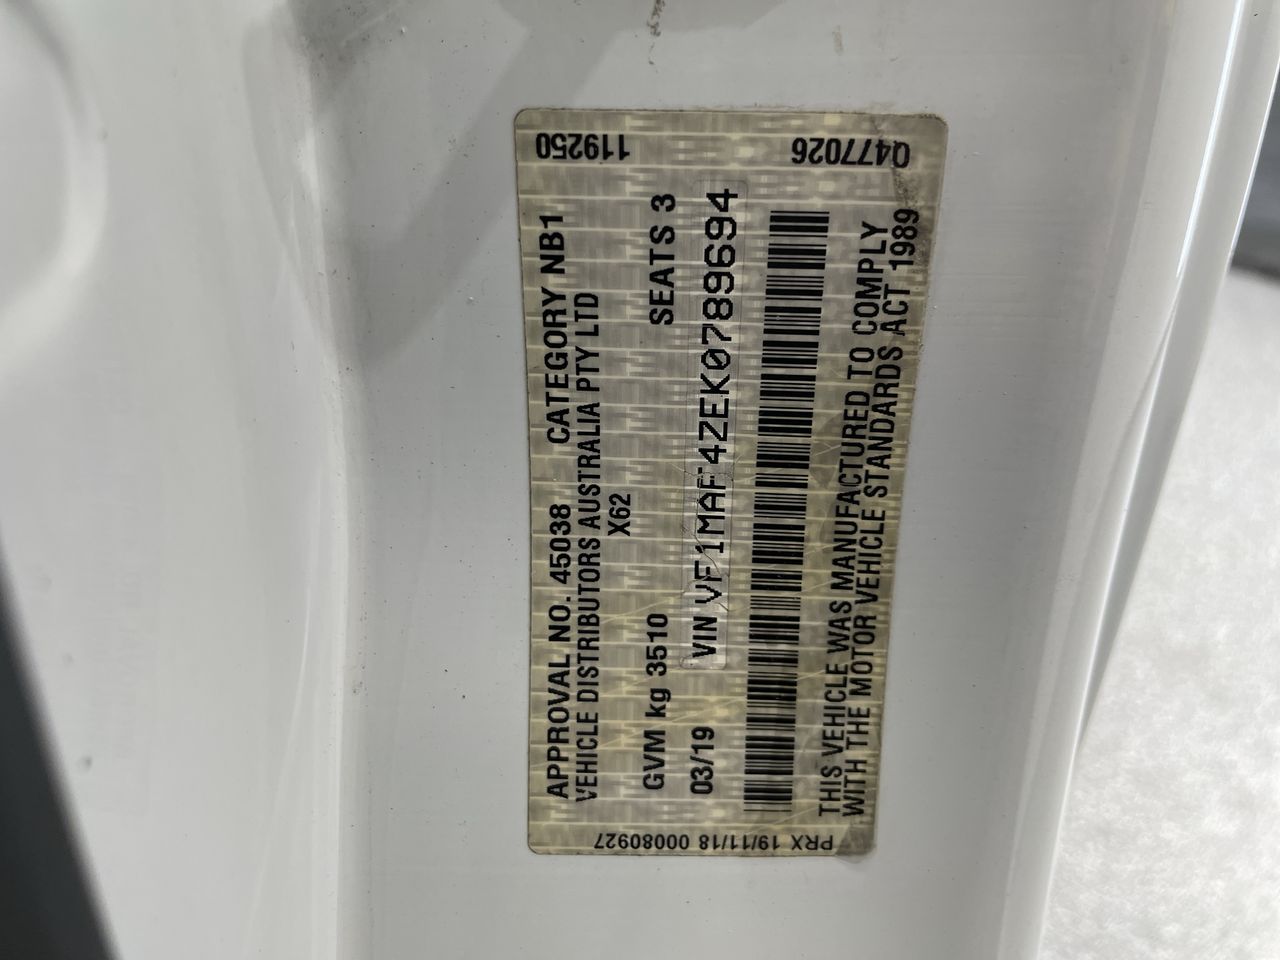 APPROVAL NO. 45038 CATEGORY NB1
VEHICLE DISTRIBUTORS AUSTRALIA PTY LTD
X62
GVM kg 3510 SEATS 3
03/19 VIN VF1MAF4ZEK0789694
THIS VEHICLE WAS MANUFACTURED TO COMPLY
WITH THE MOTOR VEHICLE STANDARDS ACT 1989
119250
Q477026
PRX 19/11/18 00080927